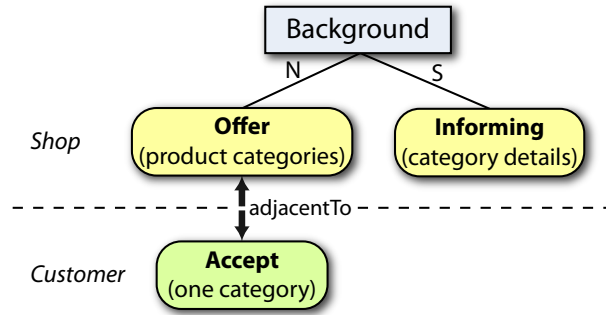 Background
N
S
Shop
Offer
(product categories)
Informing
(category details)
adjacentTo
Customer
Accept
(one category)